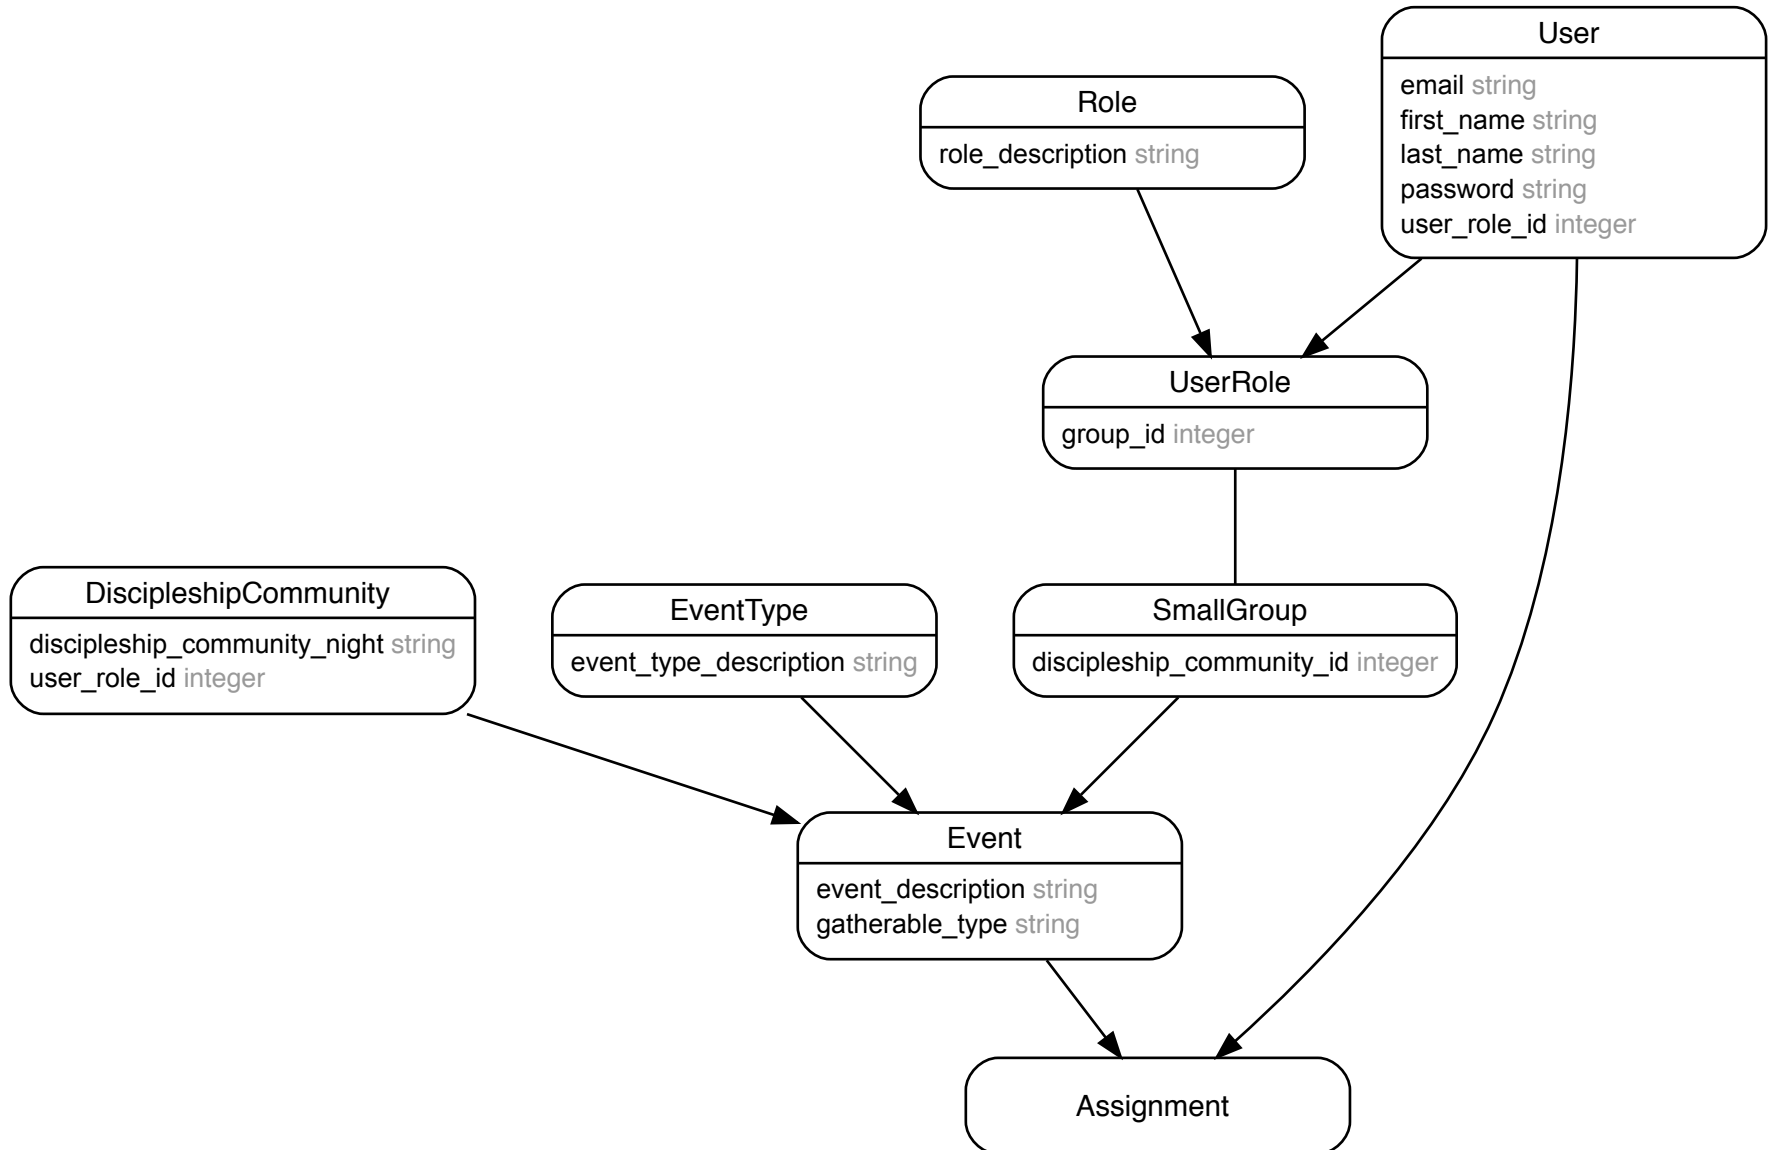 User
email string
first_name string
last_name string
password string
user_role_id integer
Role
role_description string
UserRole
group_id integer
DiscipleshipCommunity
discipleship_community_night string
user_role_id integer
EventType
event_type_description string
SmallGroup
discipleship_community_id integer
Event
event_description string
gatherable_type string
Assignment